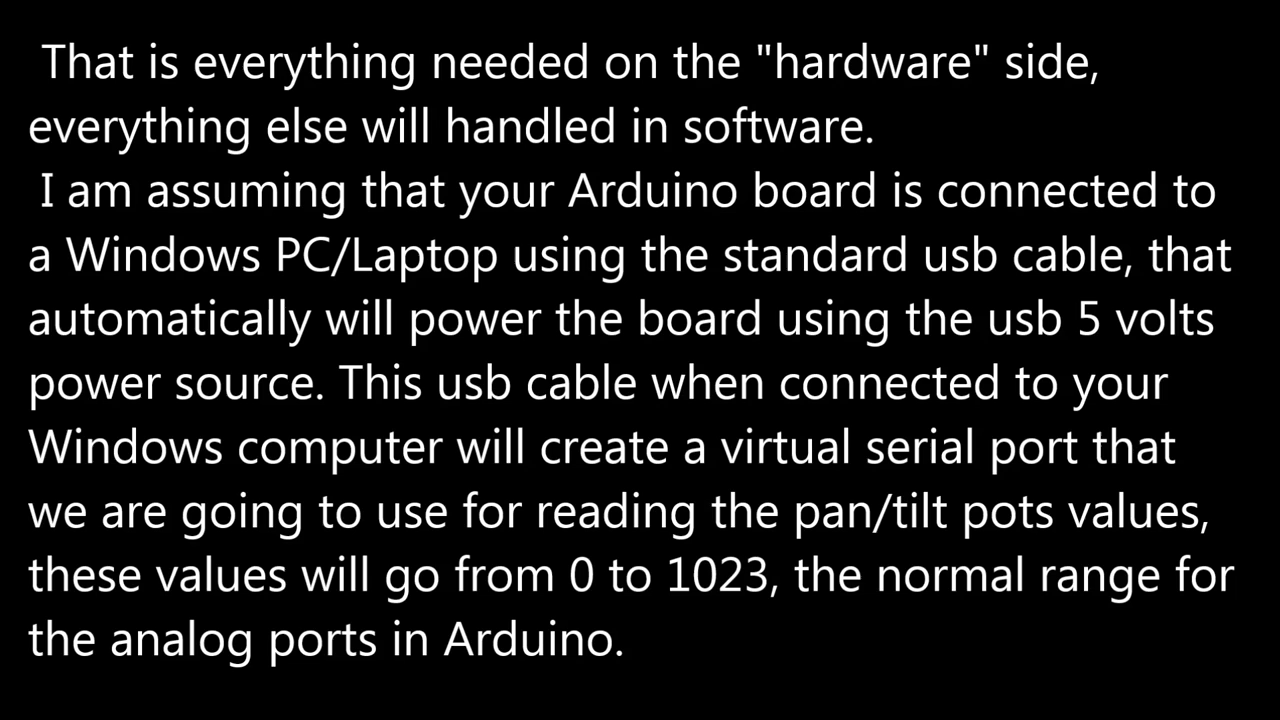 That is everything needed on the "hardware" side,
everything else will handled in software.
I am assuming that your Arduino board is connected to
a Windows PC/Laptop using the standard usb cable, that
automatically will power the board using the usb 5 volts
power source. This usb cable when connected to your
Windows computer will create a virtual serial port that
we are going to use for reading the pan/tilt pots values,
these values will go from 0 to 1023, the normal range for
the analog ports in Arduino.